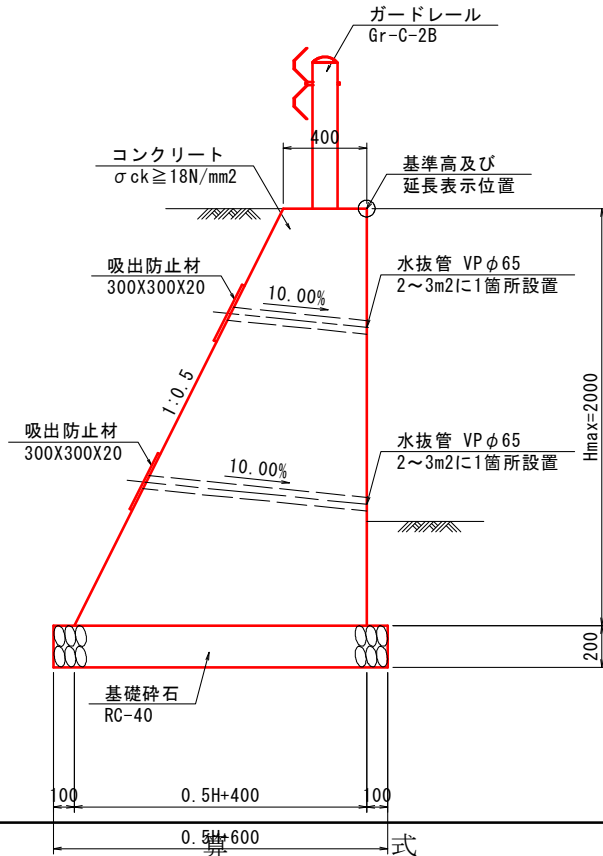 ガードレール
Gr-C-2B
400
コンクリート
σck≧18N/mm2
基準高及び
延長表示位置
吸出防止材
300X300X20
10.00%
水抜管 VPφ65
2~3m2に1箇所設置
1:0.5
Hmax=2000
吸出防止材
300X300X20
10.00%
水抜管 VPφ65
2~3m2に1箇所設置
200
基礎砕石
RC-40
100
0.5H+400
100
0.5H+600
算 式